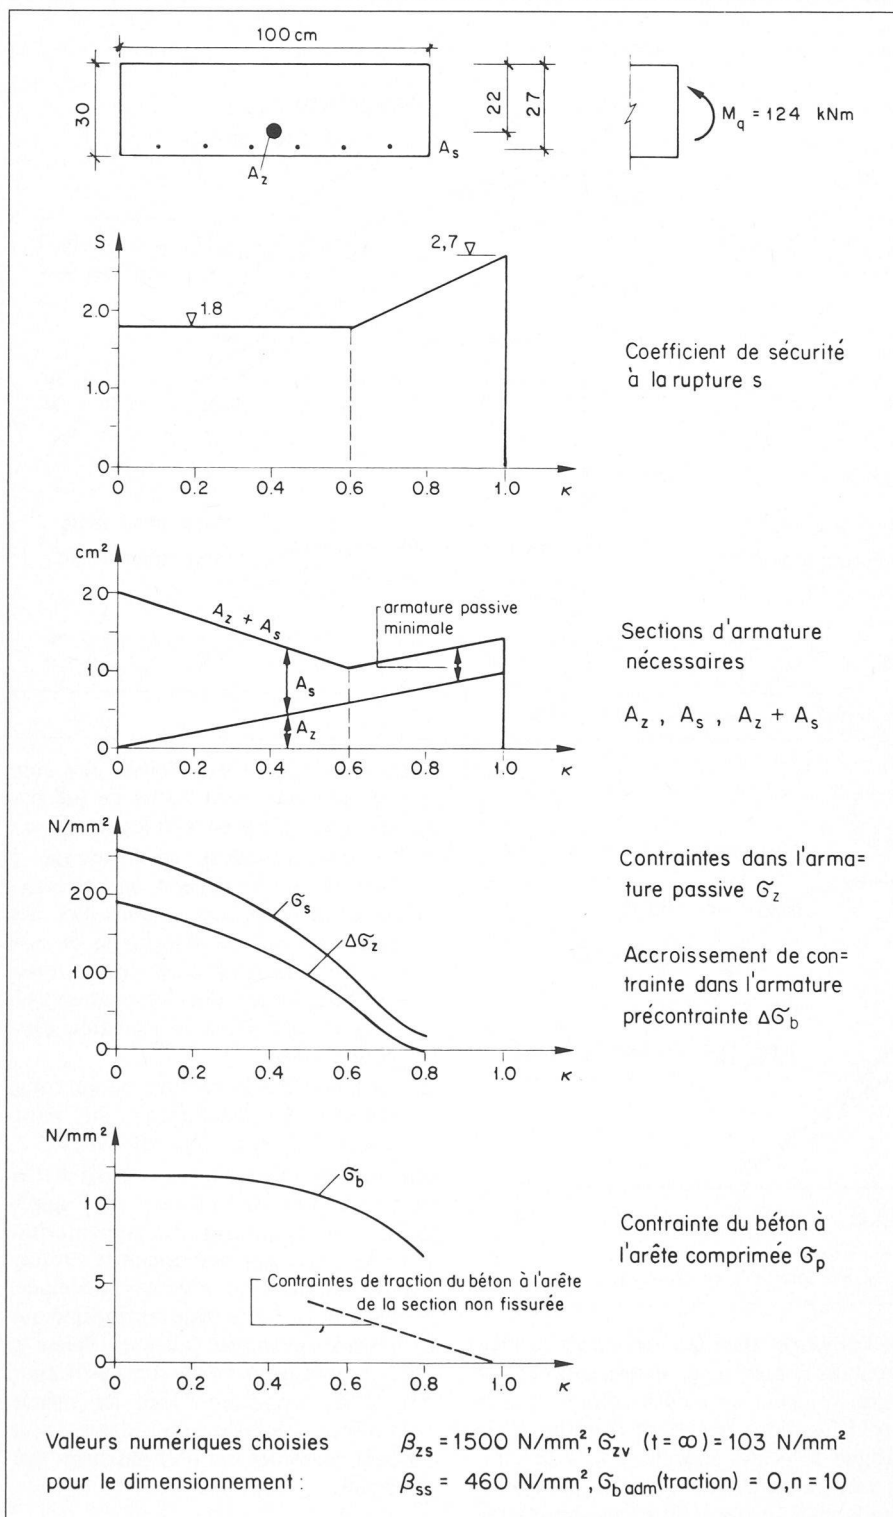 100 cm
30
22
27
A_z
A_s
M_q = 124 kNm
S
2,7
1.8
2.0
1.0
0
0 0.2 0.4 0.6 0.8 1.0 κ
Coefficient de sécurité
à la rupture s
cm²
20
10
0
A_z + A_s
armature passive
minimale
A_s
A_z
0 0.2 0.4 0.6 0.8 1.0 κ
Sections d'armature
nécessaires
A_z , A_s , A_z + A_s
N/mm²
200
100
0
σ_s
Δσ_z
0 0.2 0.4 0.6 0.8 1.0 κ
Contraintes dans l'arma=
ture passive σ_z
Accroissement de con=
trainte dans l'armature
précontrainte Δσ_b
N/mm²
10
5
0
σ_b
Contraintes de traction du béton à l'arête
de la section non fissurée
0 0.2 0.4 0.6 0.8 1.0 κ
Contrainte du béton à
l'arête comprimée σ_p
Valeurs numériques choisies β_zs = 1500 N/mm², σ_zv (t = ∞) = 103 N/mm²
pour le dimensionnement : β_ss = 460 N/mm², σ_b adm (traction) = 0, n = 10